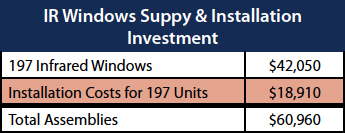 IR Windows Suppy & Installation
Investment
197 Infrared Windows $42,050
Installation Costs for 197 Units $18,910
Total Assemblies $60,960